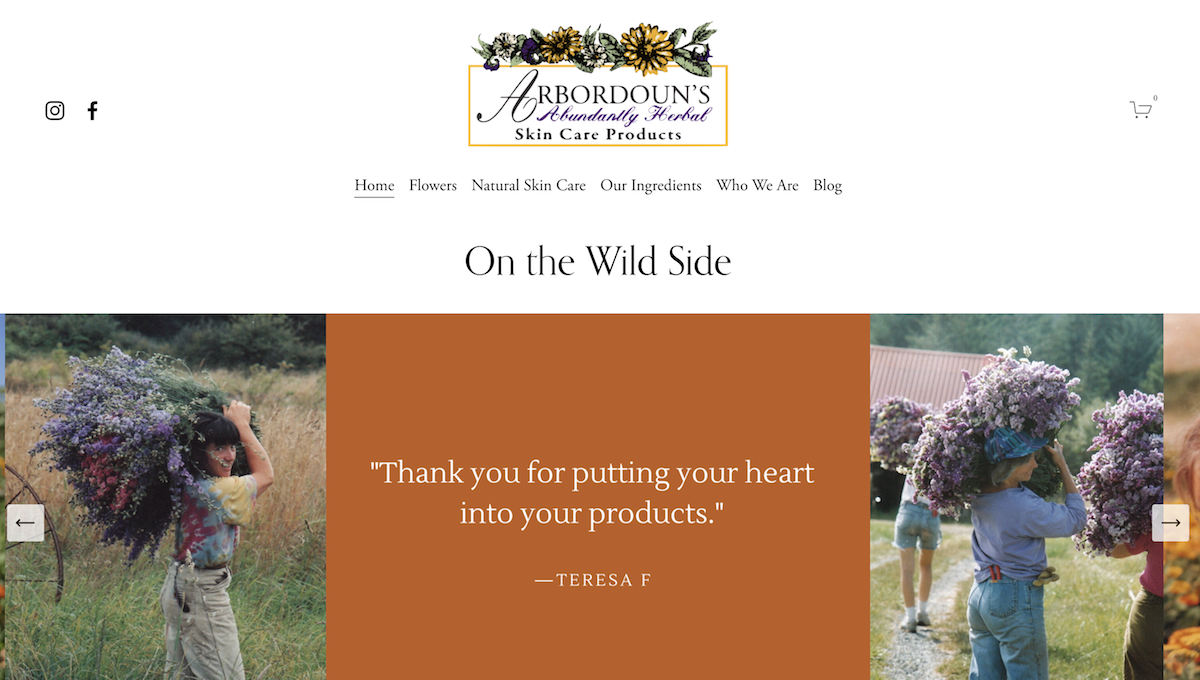 ARBORDOUN'S
Abundantly Herbal
Skin Care Products
0
Home Flowers Natural Skin Care Our Ingredients Who We Are Blog
On the Wild Side
"Thank you for putting your heart
into your products."
—TERESA F